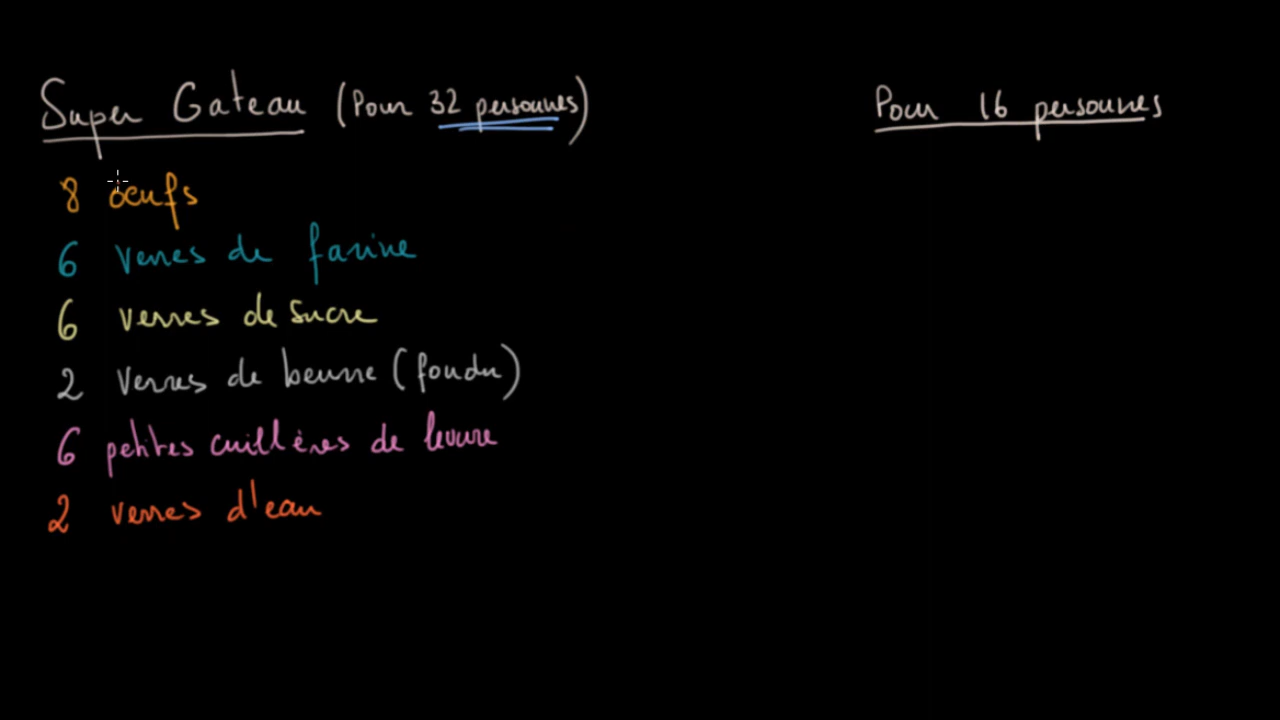 Super Gateau (Pour 32 personnes)
Pour 16 personnes
8 oeufs
6 verres de farine
6 verres de sucre
2 verres de beurre (fondu)
6 petites cuillères de levure
2 verres d'eau